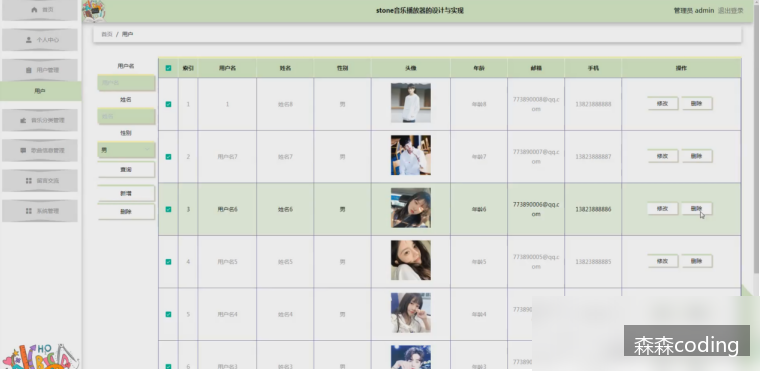 首页
stone音乐播放器的设计与实现
管理员 admin 退出登录
个人中心
首页 / 用户
用户管理
用户
音乐分类管理
歌曲信息管理
留言交流
系统管理
用户名
用户名
姓名
姓名
性别
男
查询
新增
删除
索引 用户名 姓名 性别 头像 年龄 邮箱 手机 操作
1 1 姓名8 男 年龄8 773890008@qq.com 13823888888 修改 删除
2 用户名7 姓名7 男 年龄7 773890007@qq.com 13823888887 修改 删除
3 用户名6 姓名6 男 年龄6 773890006@qq.com 13823888886 修改 删除
4 用户名5 姓名5 男 年龄5 773890005@qq.com 13823888885 修改 删除
5 用户名4 姓名4 男 年龄4
6 用户名3 姓名3 男 年龄3
森森coding